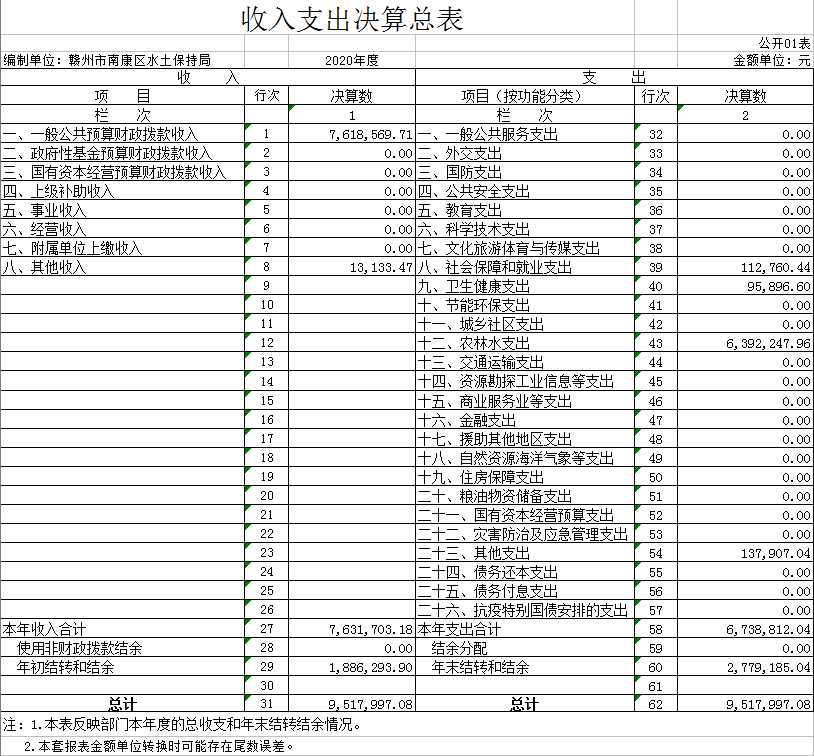 收入支出决算总表
公开01表
编制单位：赣州市南康区水土保持局 2020年度 金额单位：元
收 入 支 出
项 目 行次 决算数 项目（按功能分类） 行次 决算数
栏 次 1 栏 次 2
一、一般公共预算财政拨款收入 1 7,618,569.71 一、一般公共服务支出 32 0.00
二、政府性基金预算财政拨款收入 2 0.00 二、外交支出 33 0.00
三、国有资本经营预算财政拨款收入 3 0.00 三、国防支出 34 0.00
四、上级补助收入 4 0.00 四、公共安全支出 35 0.00
五、事业收入 5 0.00 五、教育支出 36 0.00
六、经营收入 6 0.00 六、科学技术支出 37 0.00
七、附属单位上缴收入 7 0.00 七、文化旅游体育与传媒支出 38 0.00
八、其他收入 8 13,133.47 八、社会保障和就业支出 39 112,760.44
9 九、卫生健康支出 40 95,896.60
10 十、节能环保支出 41 0.00
11 十一、城乡社区支出 42 0.00
12 十二、农林水支出 43 6,392,247.96
13 十三、交通运输支出 44 0.00
14 十四、资源勘探工业信息等支出 45 0.00
15 十五、商业服务业等支出 46 0.00
16 十六、金融支出 47 0.00
17 十七、援助其他地区支出 48 0.00
18 十八、自然资源海洋气象等支出 49 0.00
19 十九、住房保障支出 50 0.00
20 二十、粮油物资储备支出 51 0.00
21 二十一、国有资本经营预算支出 52 0.00
22 二十二、灾害防治及应急管理支出 53 0.00
23 二十三、其他支出 54 137,907.04
24 二十四、债务还本支出 55 0.00
25 二十五、债务付息支出 56 0.00
26 二十六、抗疫特别国债安排的支出 57 0.00
本年收入合计 27 7,631,703.18 本年支出合计 58 6,738,812.04
使用非财政拨款结余 28 0.00 结余分配 59 0.00
年初结转和结余 29 1,886,293.90 年末结转和结余 60 2,779,185.04
30 61
总计 31 9,517,997.08 总计 62 9,517,997.08
注：1.本表反映部门本年度的总收支和年末结转结余情况。
2.本套报表金额单位转换时可能存在尾数误差。